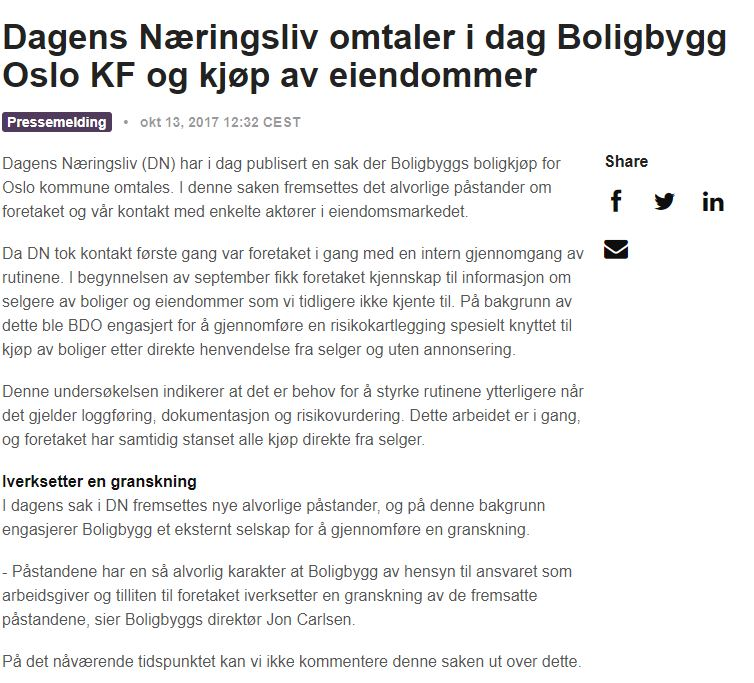 Dagens Næringsliv omtaler i dag Boligbygg
Oslo KF og kjøp av eiendommer
Pressemelding • okt 13, 2017 12:32 CEST
Dagens Næringsliv (DN) har i dag publisert en sak der Boligbyggs boligkjøp for
Oslo kommune omtales. I denne saken fremsettes det alvorlige påstander om
foretaket og vår kontakt med enkelte aktører i eiendomsmarkedet.
Da DN tok kontakt første gang var foretaket i gang med en intern gjennomgang av
rutinene. I begynnelsen av september fikk foretaket kjennskap til informasjon om
selgere av boliger og eiendommer som vi tidligere ikke kjente til. På bakgrunn av
dette ble BDO engasjert for å gjennomføre en risikokartlegging spesielt knyttet til
kjøp av boliger etter direkte henvendelse fra selger og uten annonsering.
Denne undersøkelsen indikerer at det er behov for å styrke rutinene ytterligere når
det gjelder loggføring, dokumentasjon og risikovurdering. Dette arbeidet er i gang,
og foretaket har samtidig stanset alle kjøp direkte fra selger.
Iverksetter en granskning
I dagens sak i DN fremsettes nye alvorlige påstander, og på denne bakgrunn
engasjerer Boligbygg et eksternt selskap for å gjennomføre en granskning.
- Påstandene har en så alvorlig karakter at Boligbygg av hensyn til ansvaret som
arbeidsgiver og tilliten til foretaket iverksetter en granskning av de fremsatte
påstandene, sier Boligbyggs direktør Jon Carlsen.
På det nåværende tidspunktet kan vi ikke kommentere denne saken ut over dette.
Share